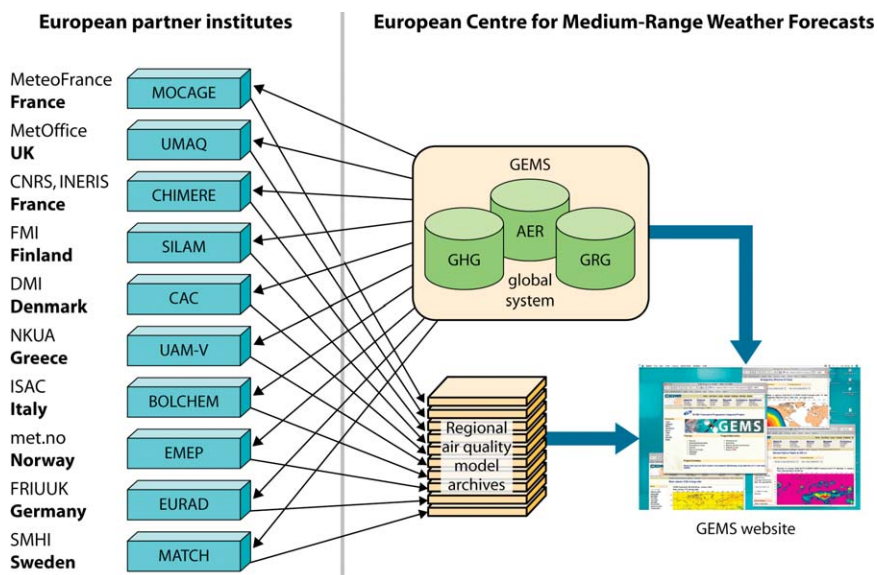 European partner institutes
European Centre for Medium-Range Weather Forecasts
MeteoFrance
France
MOCAGE
MetOffice
UK
UMAQ
CNRS, INERIS
France
CHIMERE
FMI
Finland
SILAM
DMI
Denmark
CAC
NKUA
Greece
UAM-V
ISAC
Italy
BOLCHEM
met.no
Norway
EMEP
FRIUUK
Germany
EURAD
SMHI
Sweden
MATCH
GEMS
AER
GHG
GRG
global
system
Regional
air quality
model
archives
GEMS
GEMS website